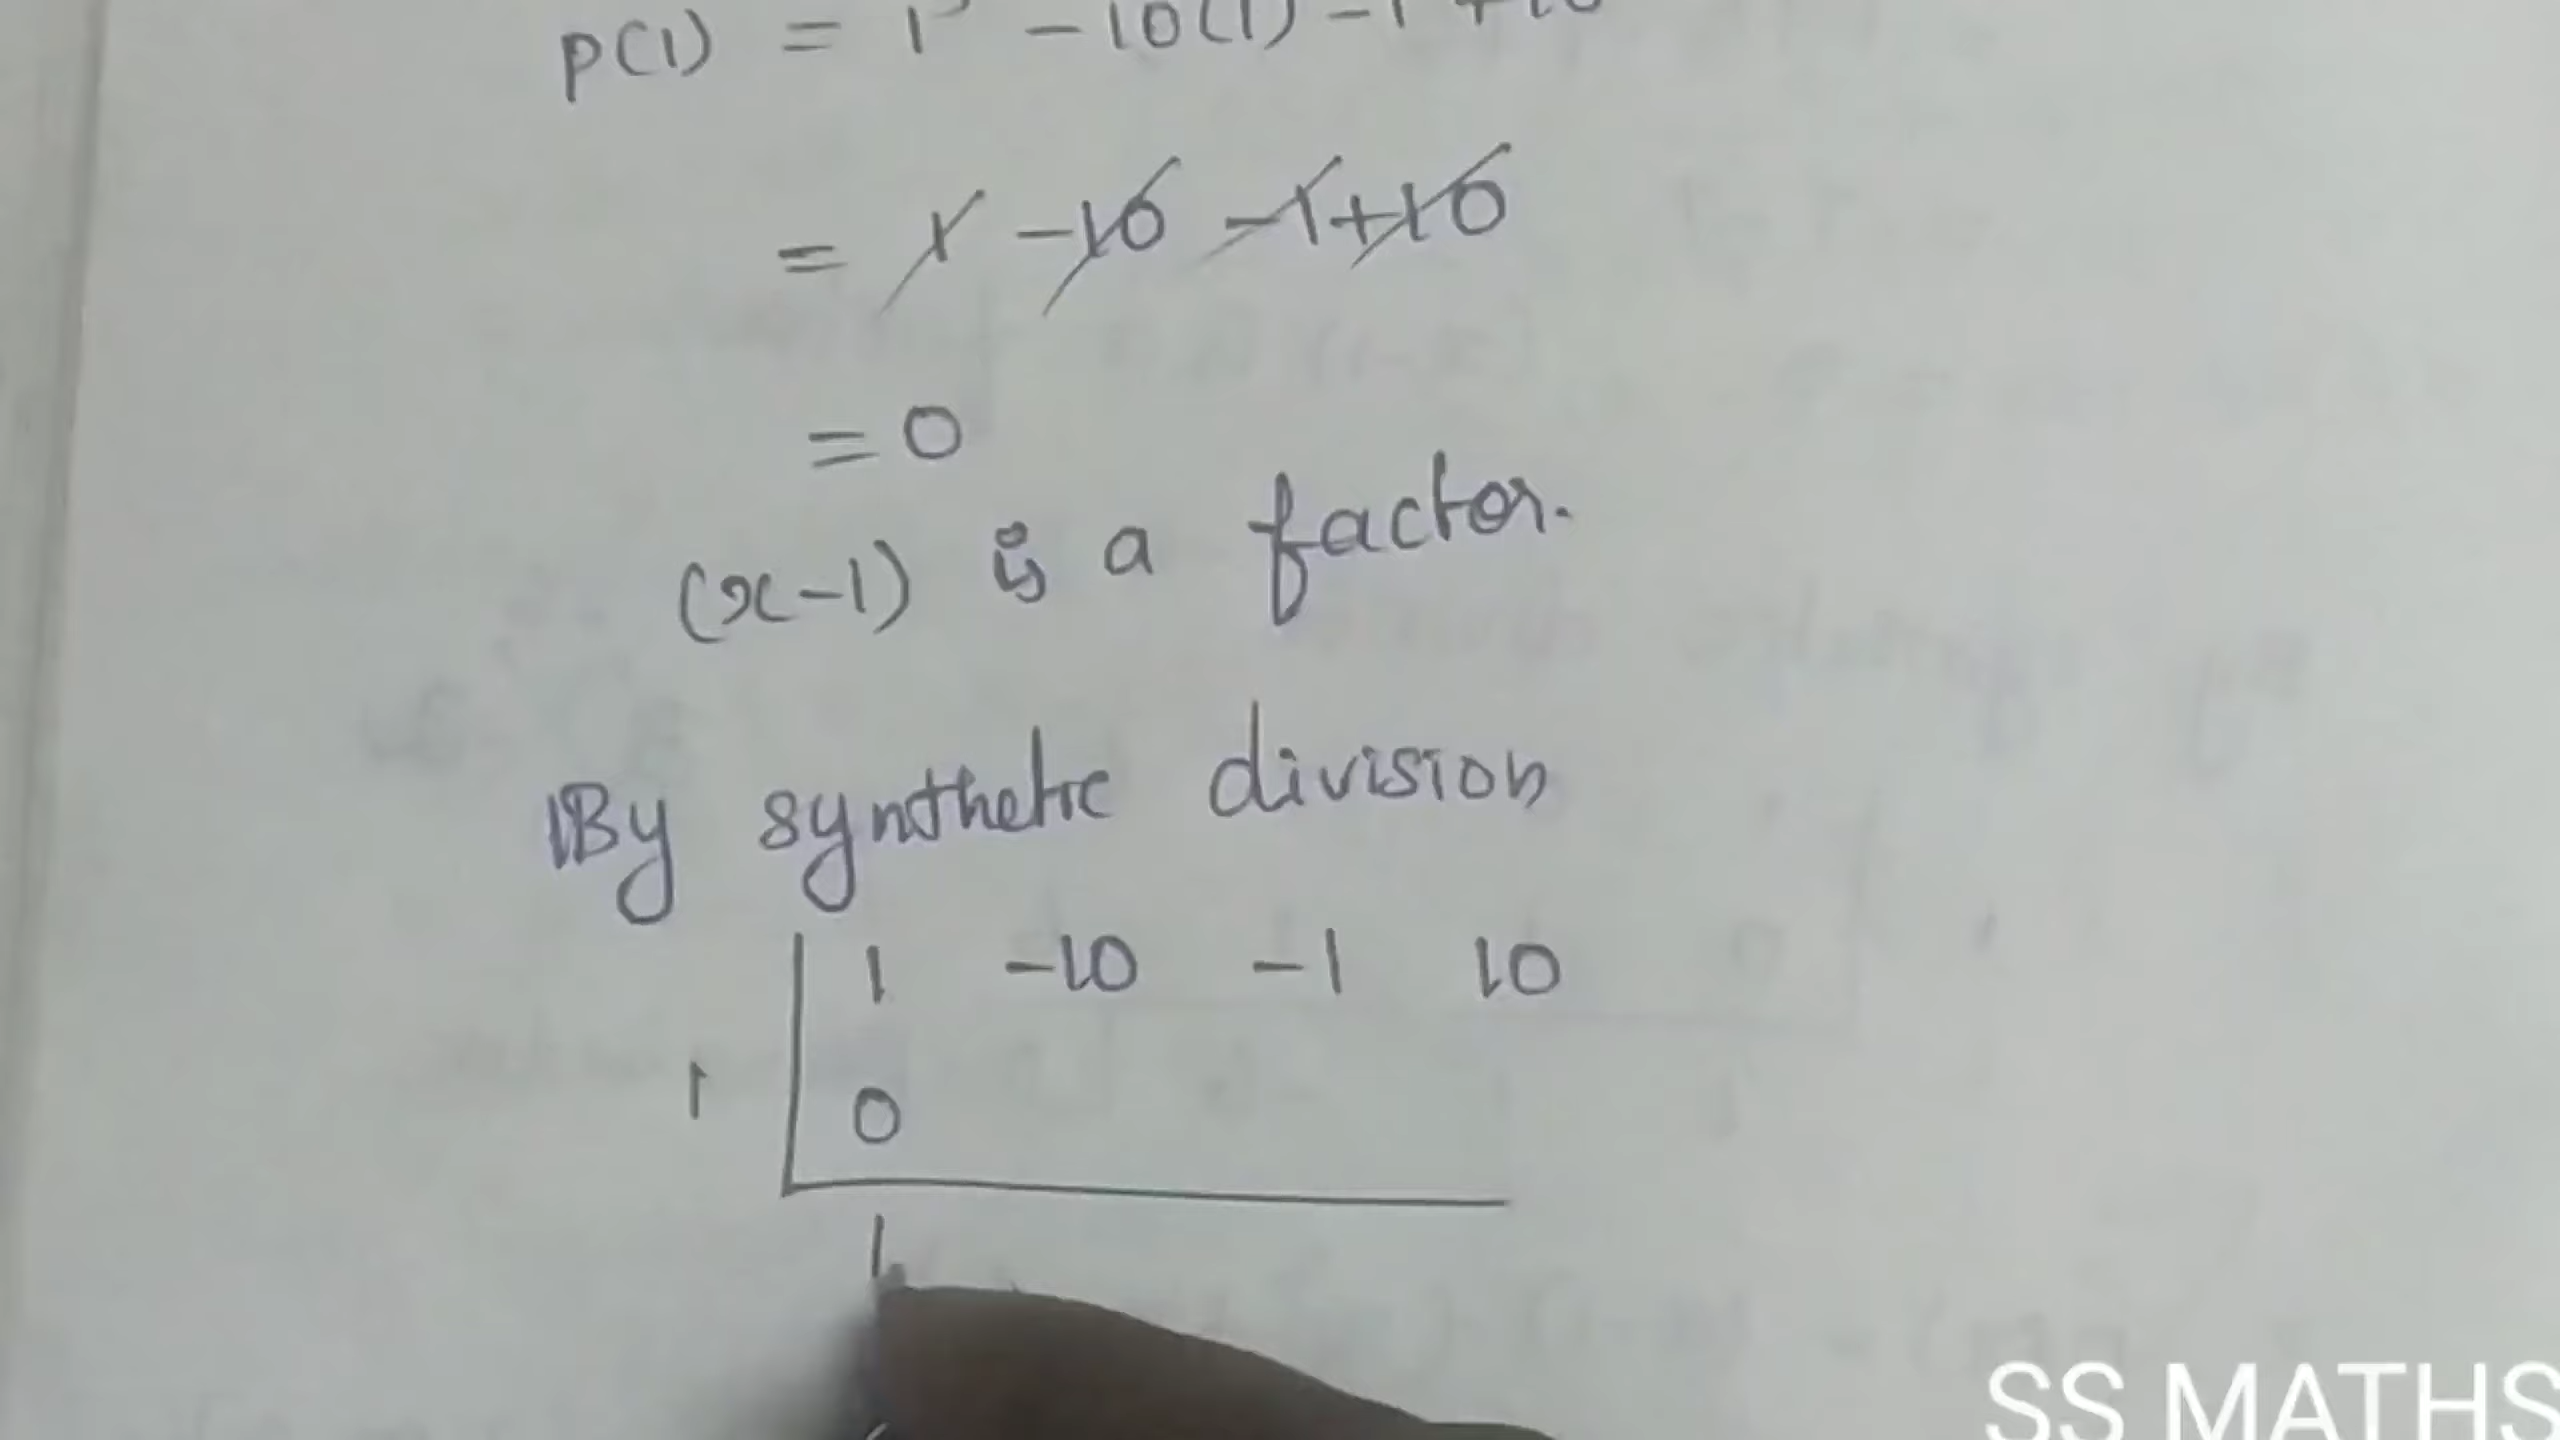 P(1) = 1³ - 10(1) - 1 + 10
= 1 - 10 - 1 + 10
= 0
(x-1) is a factor.
By synthetic division
1 -10 -1 10
1 0
1
SS MATHS